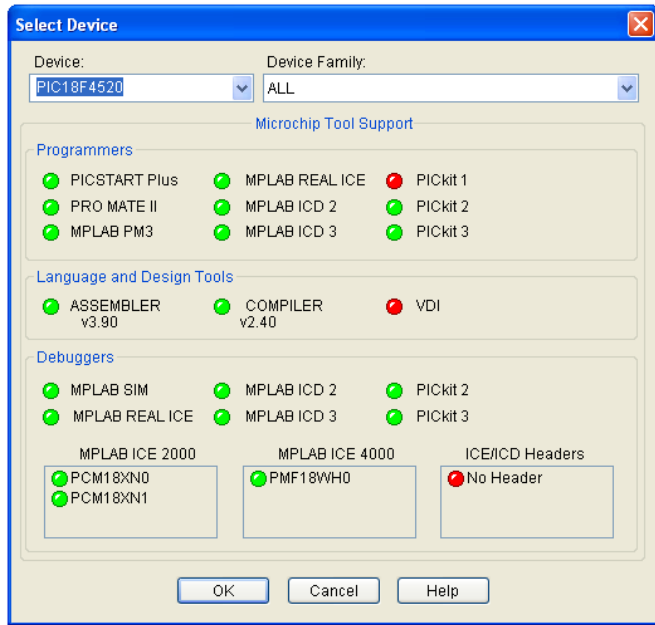 Select Device
Device: Device Family:
PIC18F4520 ALL
Microchip Tool Support
Programmers
PICSTART Plus MPLAB REAL ICE PICkit 1
PRO MATE II MPLAB ICD 2 PICkit 2
MPLAB PM3 MPLAB ICD 3 PICkit 3
Language and Design Tools
ASSEMBLER COMPILER VDI
v3.90 v2.40
Debuggers
MPLAB SIM MPLAB ICD 2 PICkit 2
MPLAB REAL ICE MPLAB ICD 3 PICkit 3
MPLAB ICE 2000 MPLAB ICE 4000 ICE/ICD Headers
PCM18XN0 PMF18WH0 No Header
PCM18XN1
OK Cancel Help